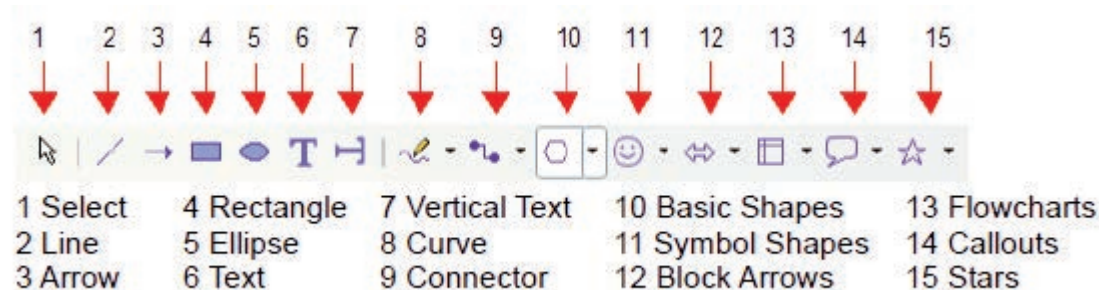 1 2 3 4 5 6 7 8 9 10 11 12 13 14 15
T
1 Select 4 Rectangle 7 Vertical Text 10 Basic Shapes 13 Flowcharts
2 Line 5 Ellipse 8 Curve 11 Symbol Shapes 14 Callouts
3 Arrow 6 Text 9 Connector 12 Block Arrows 15 Stars